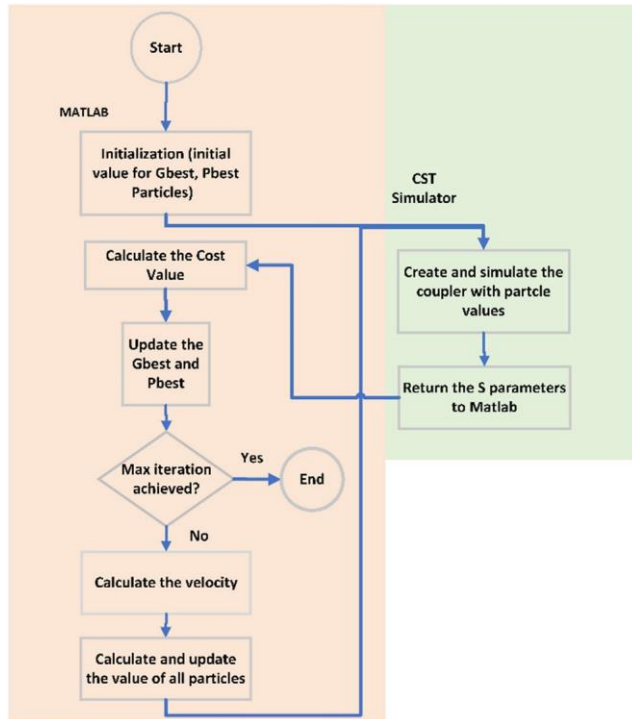 Start
MATLAB
Initialization (initial
value for Gbest, Pbest
Particles)
CST
Simulator
Create and simulate the
coupler with partcle
values
Return the S parameters
to Matlab
Calculate the Cost
Value
Update the
Gbest and
Pbest
Max iteration
achieved?
Yes
End
No
Calculate the velocity
Calculate and update
the value of all particles